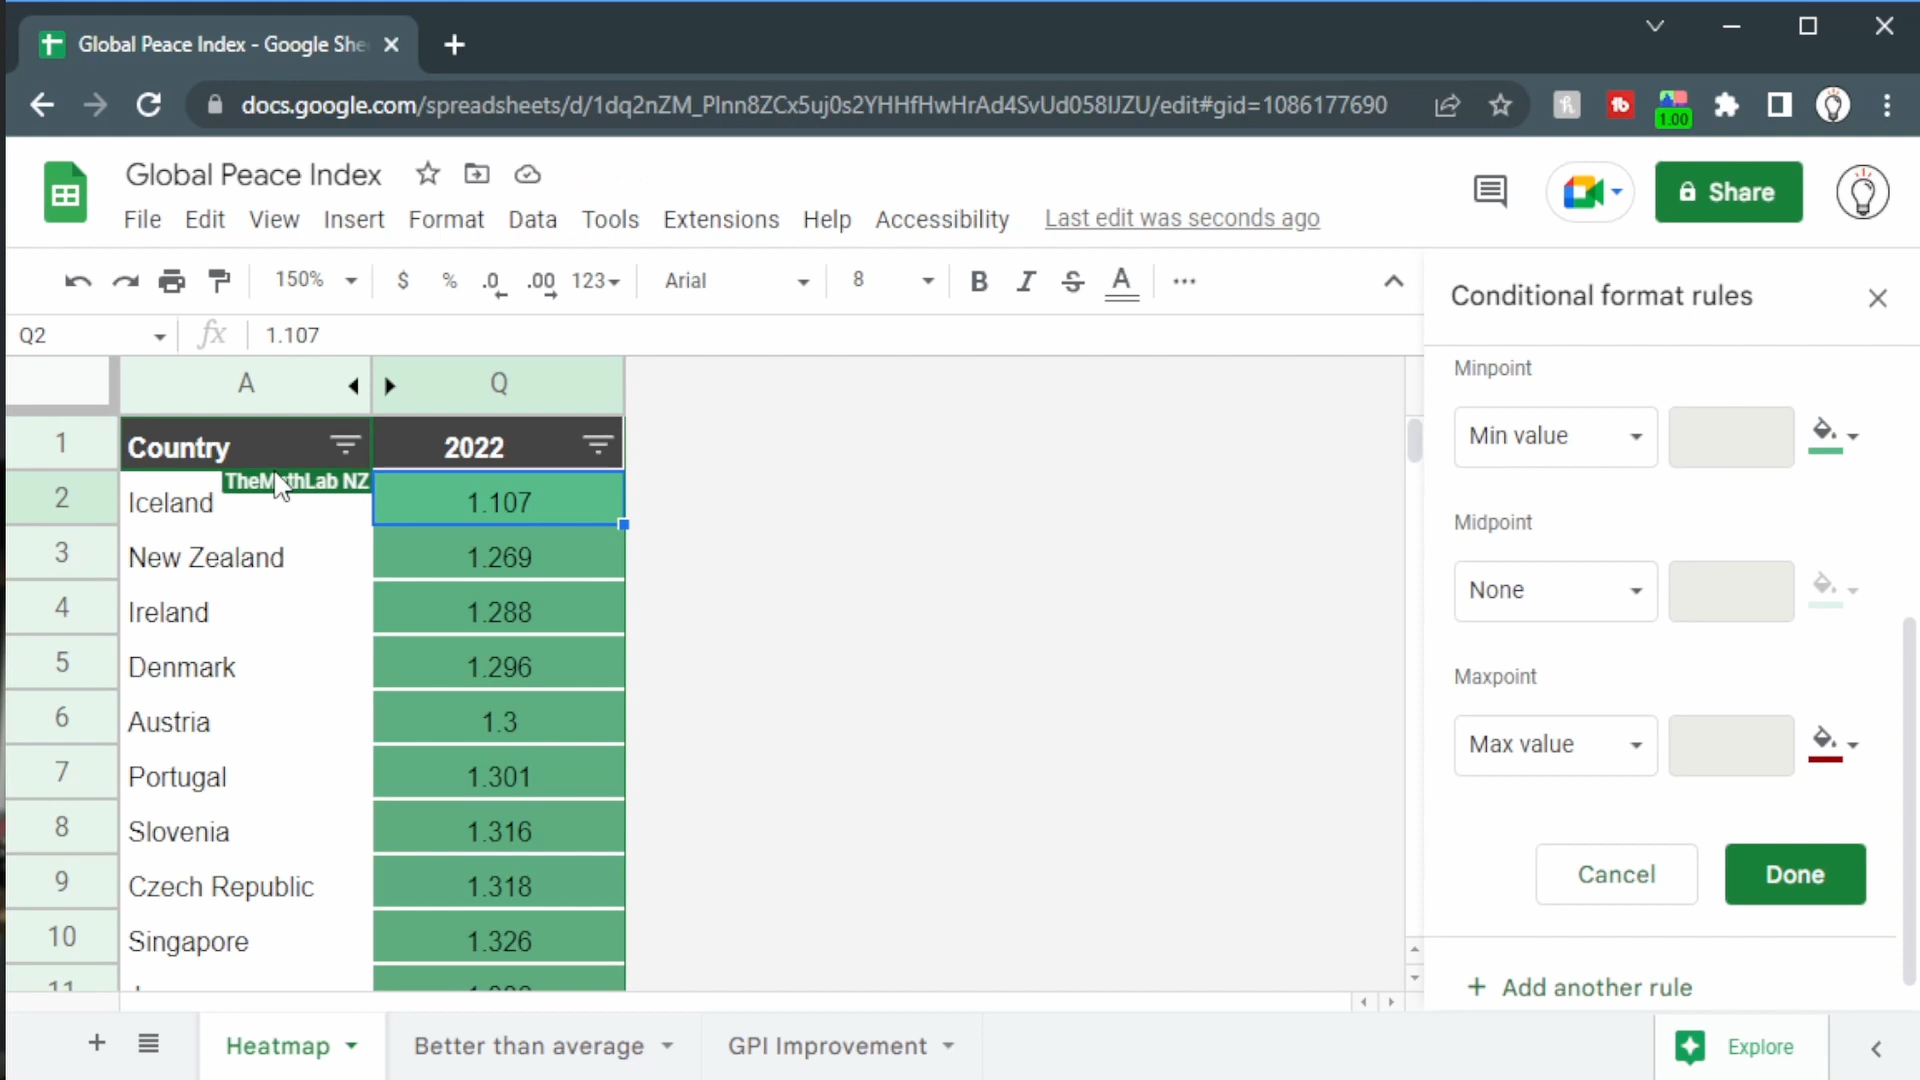 Global Peace Index - Google She
docs.google.com/spreadsheets/d/1dq2nZM_PInn8ZCx5uj0s2YHHfHwHrAd4SvUd058IJZU/edit#gid=1086177690
1.00
Global Peace Index
File Edit View Insert Format Data Tools Extensions Help Accessibility Last edit was seconds ago
Share
150% $ % .0 .00 123 Arial 8 B I S A
Conditional format rules
Q2 fx 1.107
A Q
1 Country 2022
TheMathLab NZ
2 Iceland 1.107
3 New Zealand 1.269
4 Ireland 1.288
5 Denmark 1.296
6 Austria 1.3
7 Portugal 1.301
8 Slovenia 1.316
9 Czech Republic 1.318
10 Singapore 1.326
11
Minpoint
Min value
Midpoint
None
Maxpoint
Max value
Cancel Done
+ Add another rule
Heatmap Better than average GPI Improvement Explore